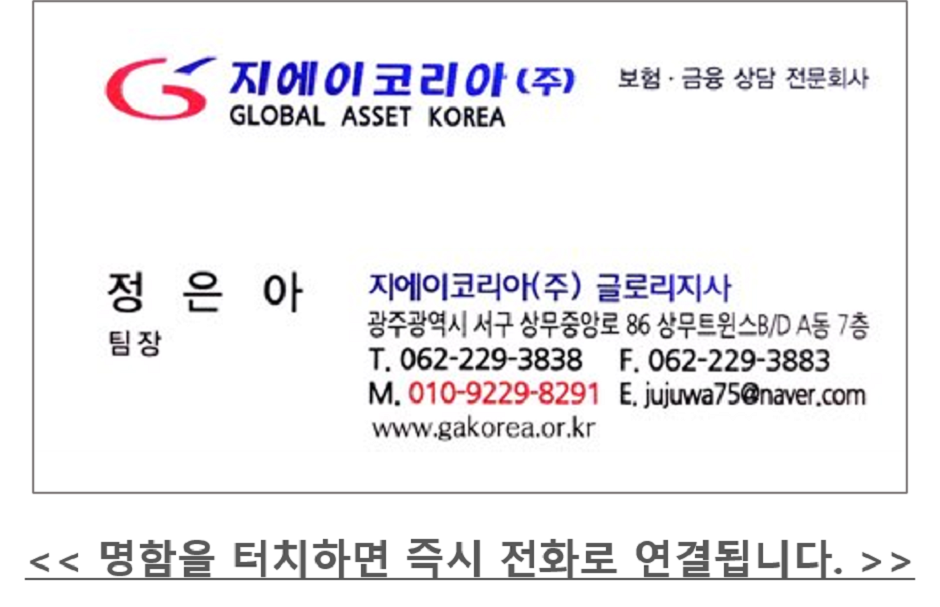 지에이코리아(주) 보험·금융 상담 전문회사
GLOBAL ASSET KOREA
정 은 아
팀장
지에이코리아(주) 글로리지사
광주광역시 서구 상무중앙로 86 상무트윈스B/D A동 7층
T. 062-229-3838 F. 062-229-3883
M. 010-9229-8291 E. jujuwa75@naver.com
www.gakorea.or.kr
<< 명함을 터치하면 즉시 전화로 연결됩니다. >>